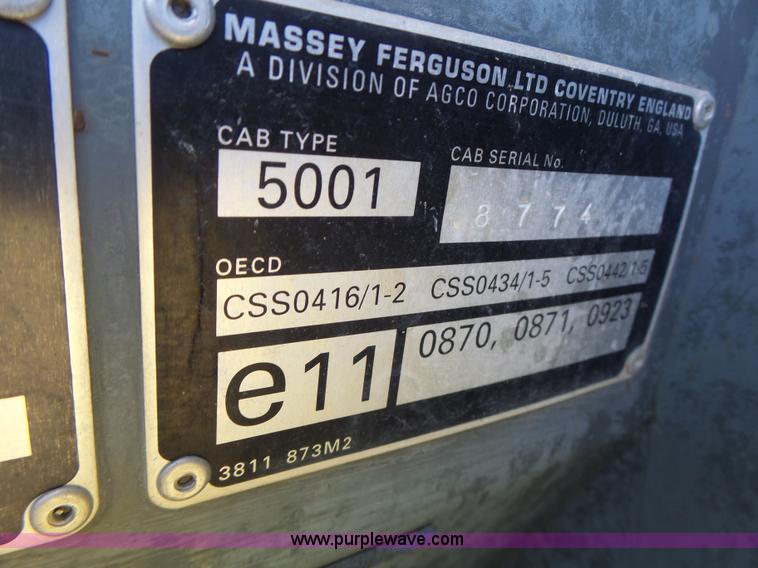 MASSEY FERGUSON LTD COVENTRY ENGLAND
A DIVISION OF AGCO CORPORATION, DULUTH, GA, USA
CAB TYPE
CAB SERIAL No.
5001
8774
OECD
CSS0416/1-2 CSS0434/1-5 CSS0442/1-5
e11
0870, 0871, 0923
3811 873M2
www.purplewave.com